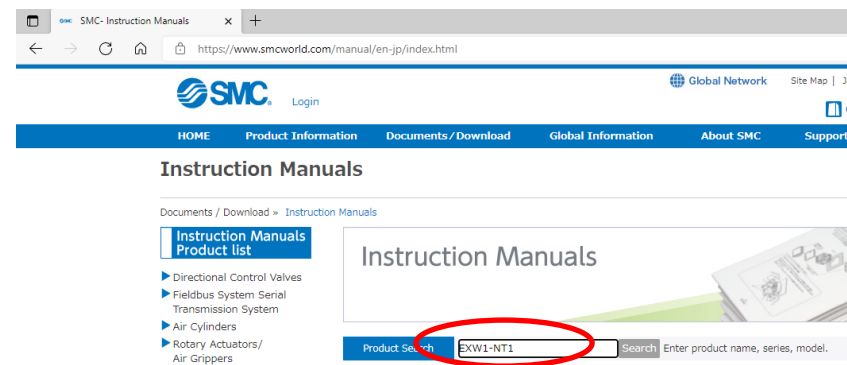 SMC- Instruction Manuals
https://www.smcworld.com/manual/en-jp/index.html
SMC. Login
Global Network Site Map | J
HOME Product Information Documents/Download Global Information About SMC Support
Instruction Manuals
Documents / Download » Instruction Manuals
Instruction Manuals
Product list
Directional Control Valves
Fieldbus System Serial
Transmission System
Air Cylinders
Rotary Actuators/
Air Grippers
Instruction Manuals
Product Search EXW1-NT1 Search Enter product name, series, model.